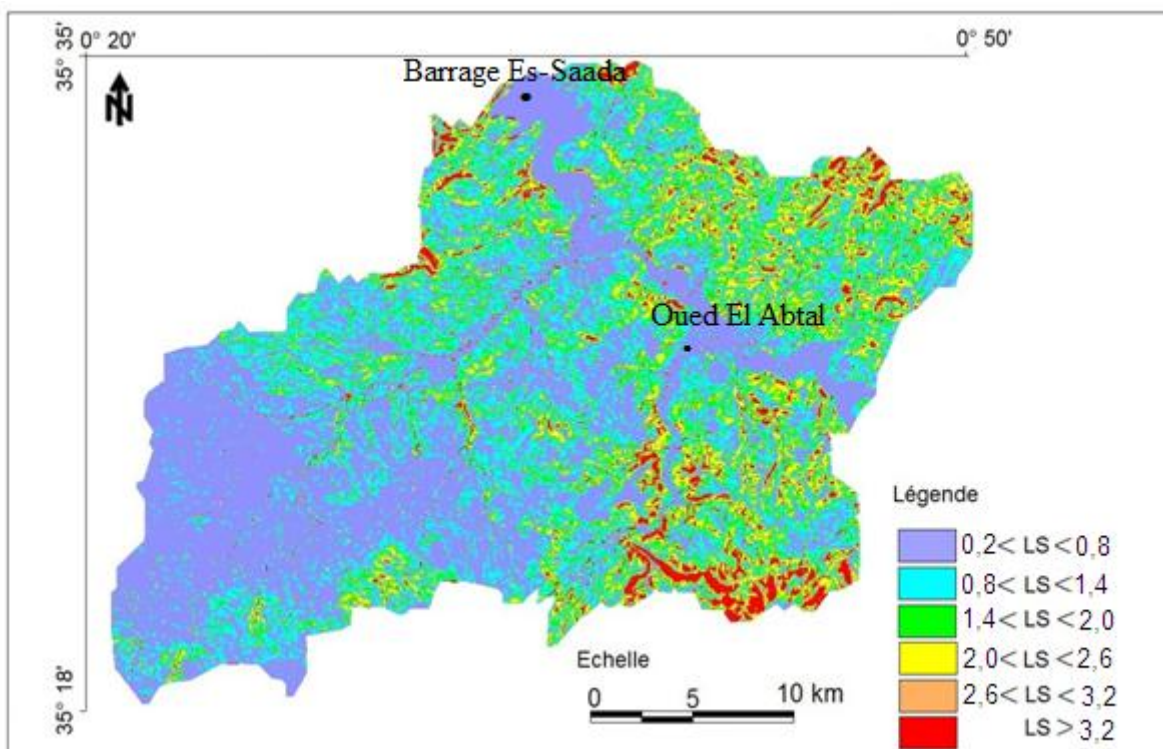 0° 20'
0° 50'
35° 35'
N
Barrage Es-Saada
Oued El Abtal
35° 18'
Echelle
0 5 10 km
Légende
0,2< LS <0,8
0,8< LS <1,4
1,4< LS <2,0
2,0< LS <2,6
2,6< LS <3,2
LS >3,2